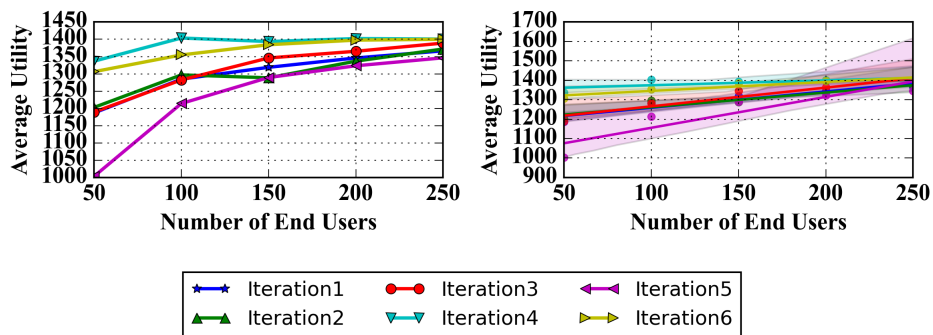 1450
1400
1350
1300
1250
1200
1150
1100
1050
1000
Average Utility
50 100 150 200 250
Number of End Users
1700
1600
1500
1400
1300
1200
1100
1000
900
Average Utility
50 100 150 200 250
Number of End Users
Iteration1 Iteration3 Iteration5
Iteration2 Iteration4 Iteration6